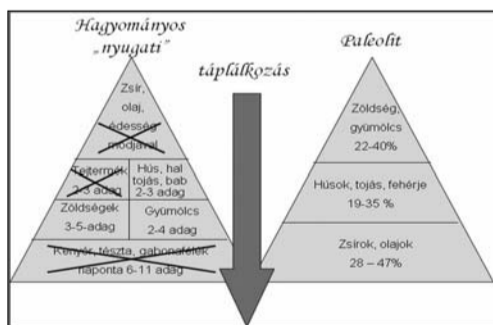 Hagyományos
„nyugati”
táplálkozás
Paleolit
Zsír,
olaj,
édesség
módjával
Tejtermék
2-3 adag
Hús, hal
tojás, bab
2-3 adag
Zöldségek
3-5-adag
Gyümölcs
2-4 adag
Kenyér, tészta, gabonafélék
naponta 6-11 adag
Zöldség,
gyümölcs
22-40%
Húsok, tojás, fehérje
19-35 %
Zsírok, olajok
28 – 47%